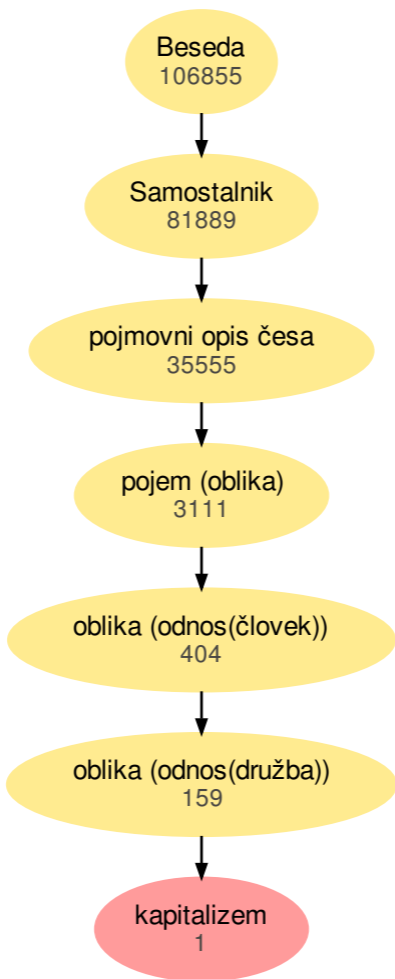 Beseda
106855
Samostalnik
81889
pojmovni opis česa
35555
pojem (oblika)
3111
oblika (odnos(človek))
404
oblika (odnos(družba))
159
kapitalizem
1